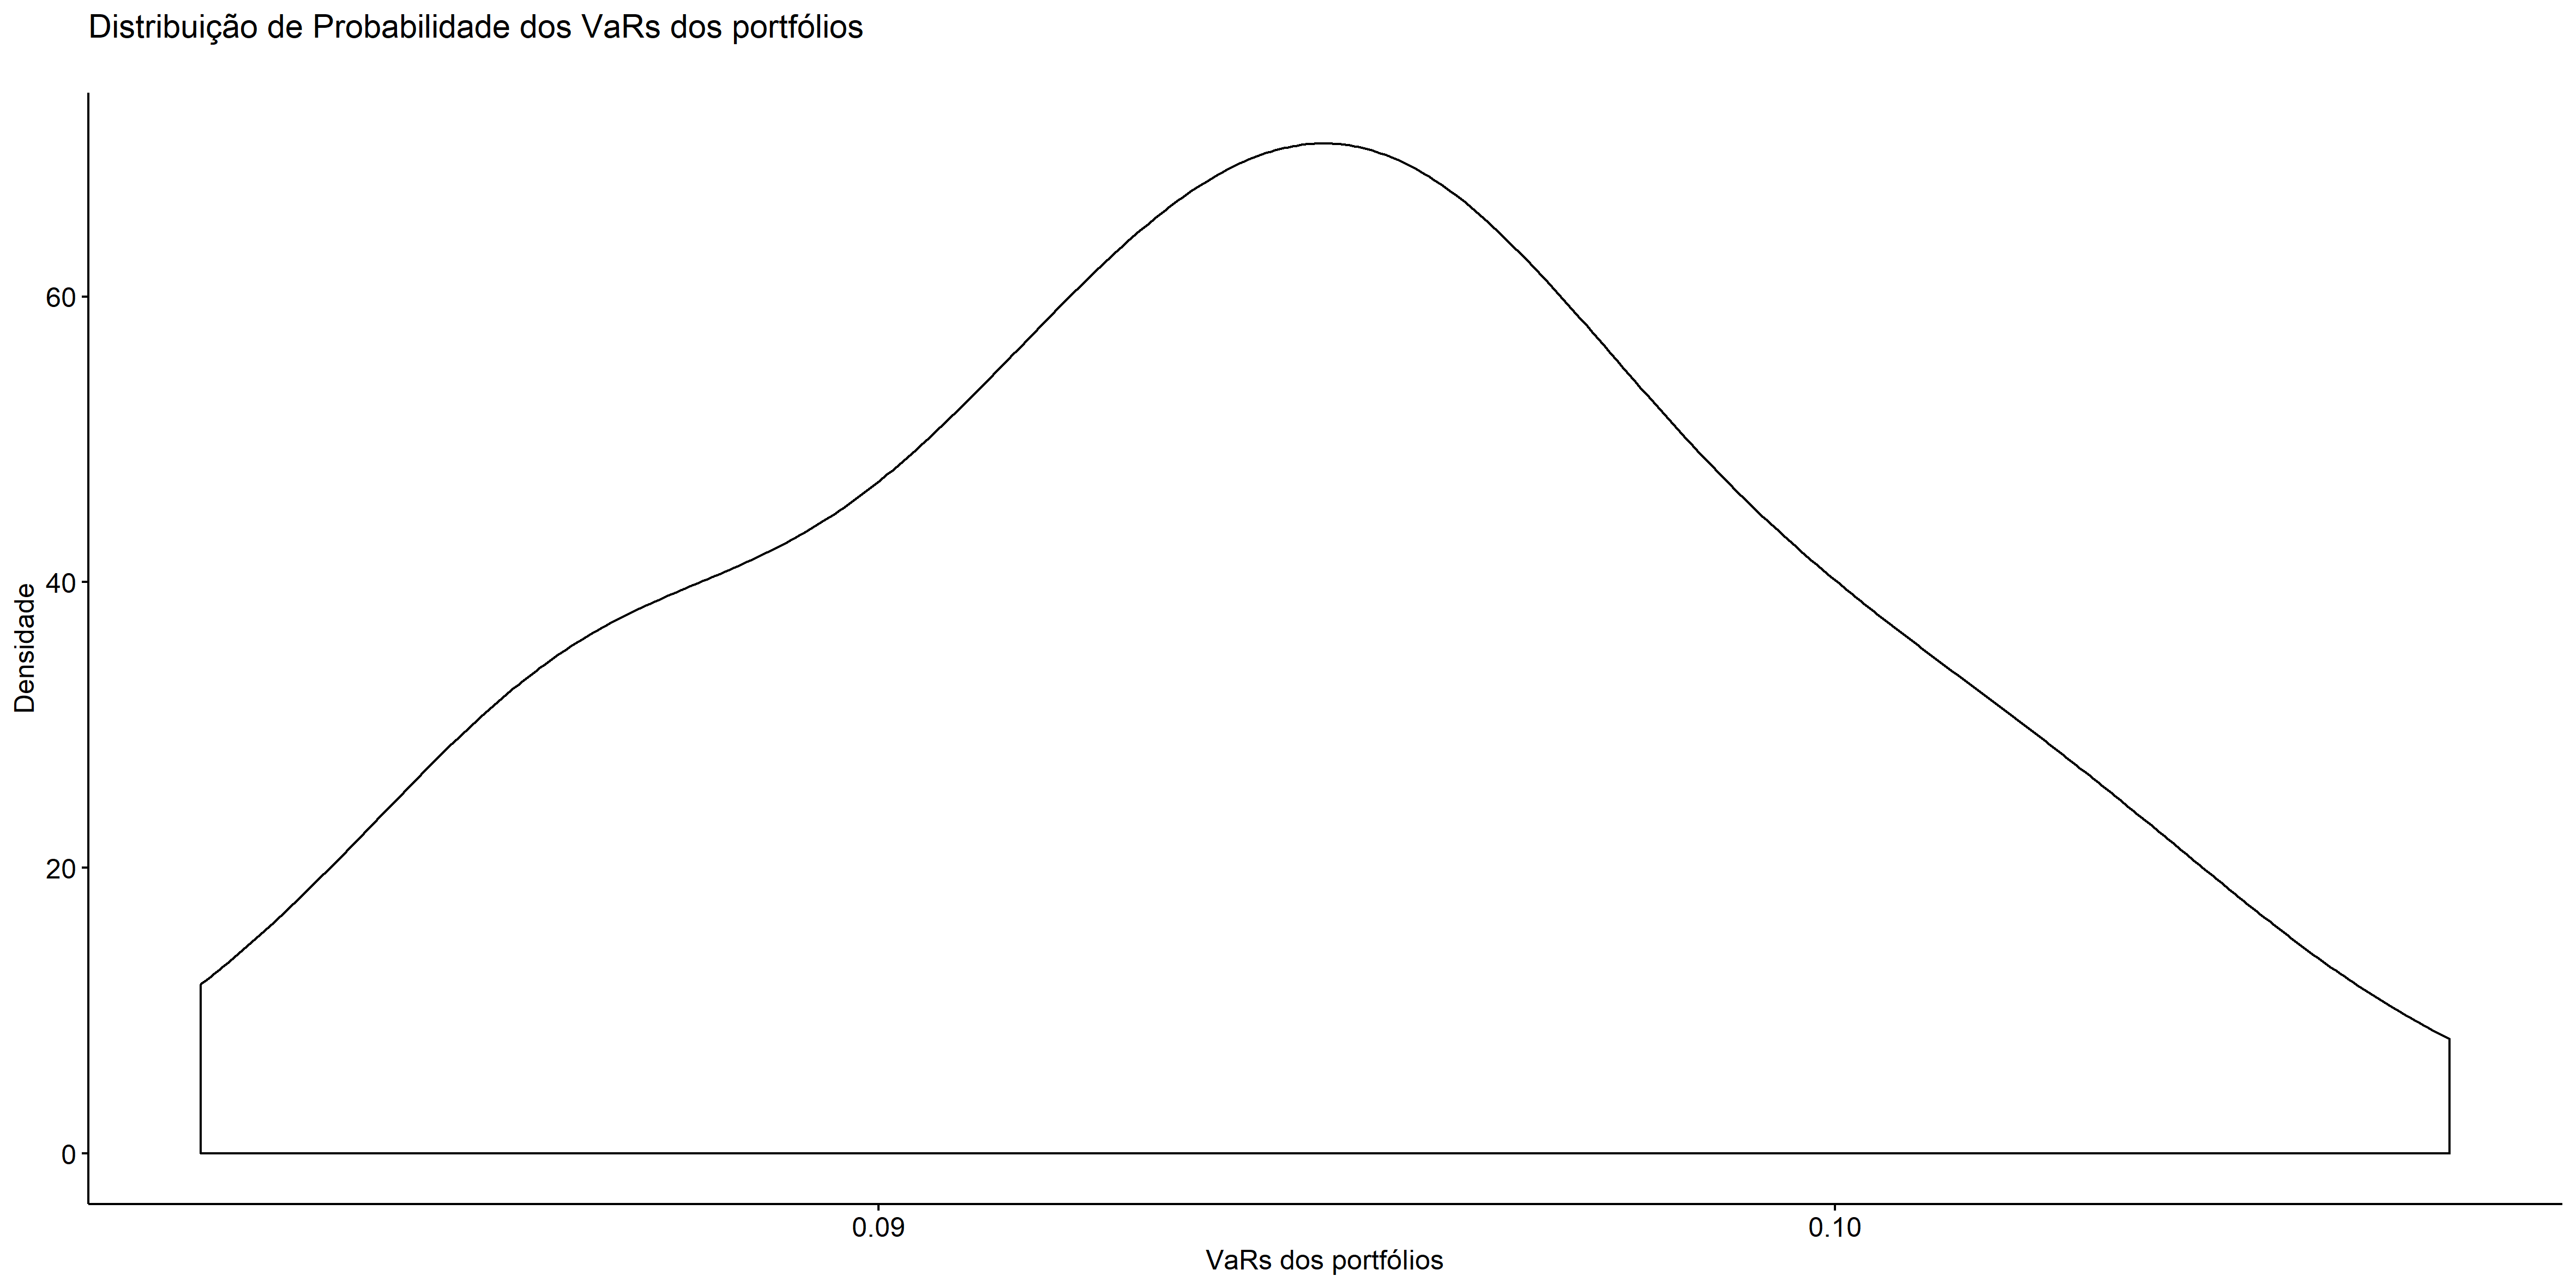 Distribuição de Probabilidade dos VaRs dos portfólios
Densidade
60
40
20
0
0.09
0.10
VaRs dos portfólios